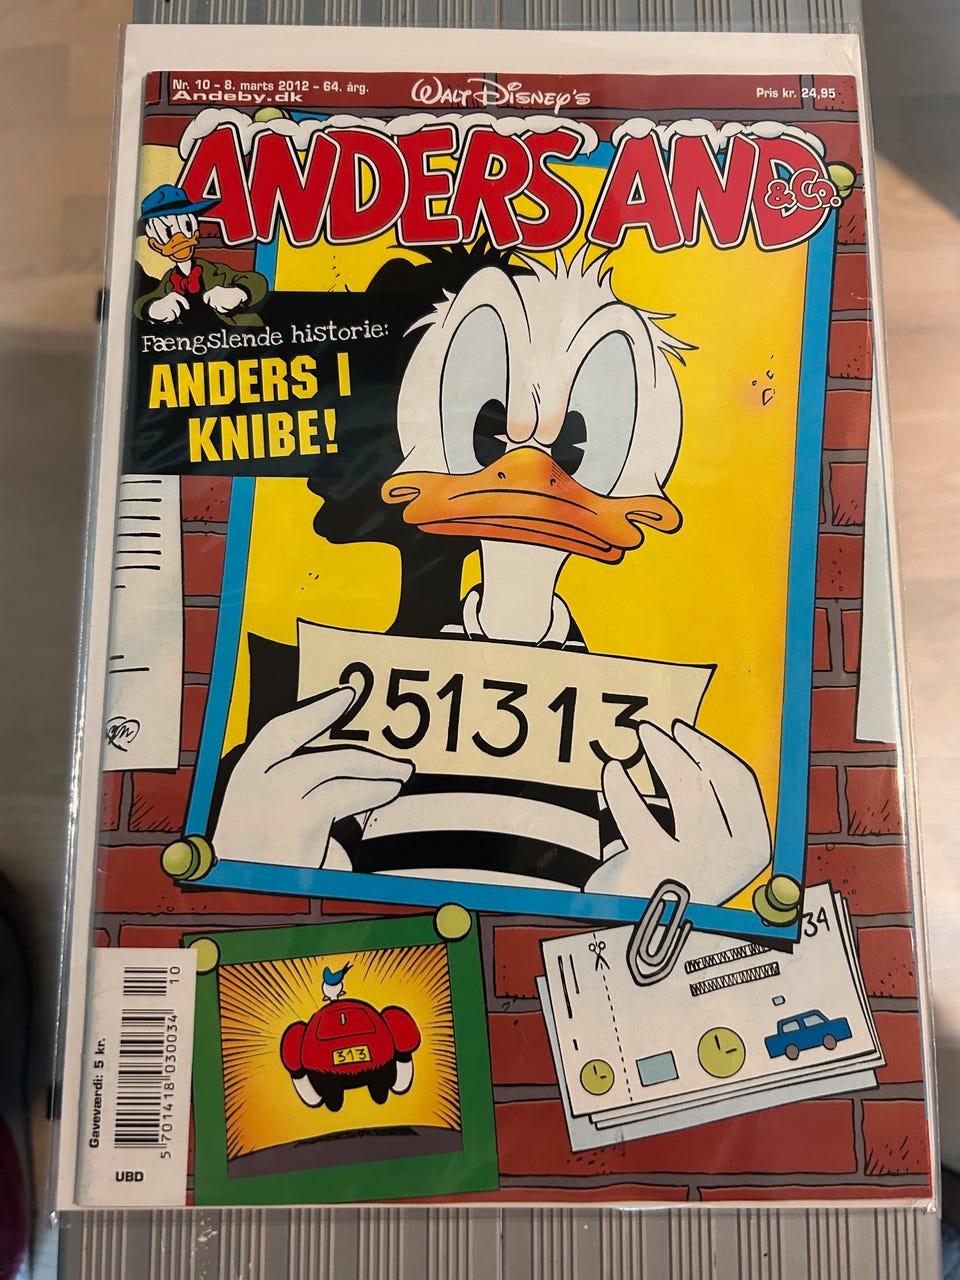 Nr. 10 - 8. marts 2012 - 64. årg.
Andeby.dk
WALT DISNEY'S
Pris kr. 24,95
ANDERS AND
& Co.
Fængslende historie:
ANDERS I
KNIBE!
251313
313
34
10
Gaveværdi: 5 kr.
5 701418 030034
UBD